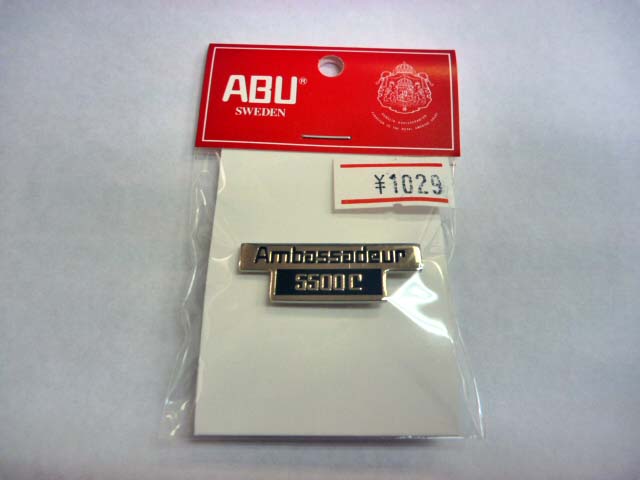 ABU®
SWEDEN
¥1029
Ambassadeur
5500C